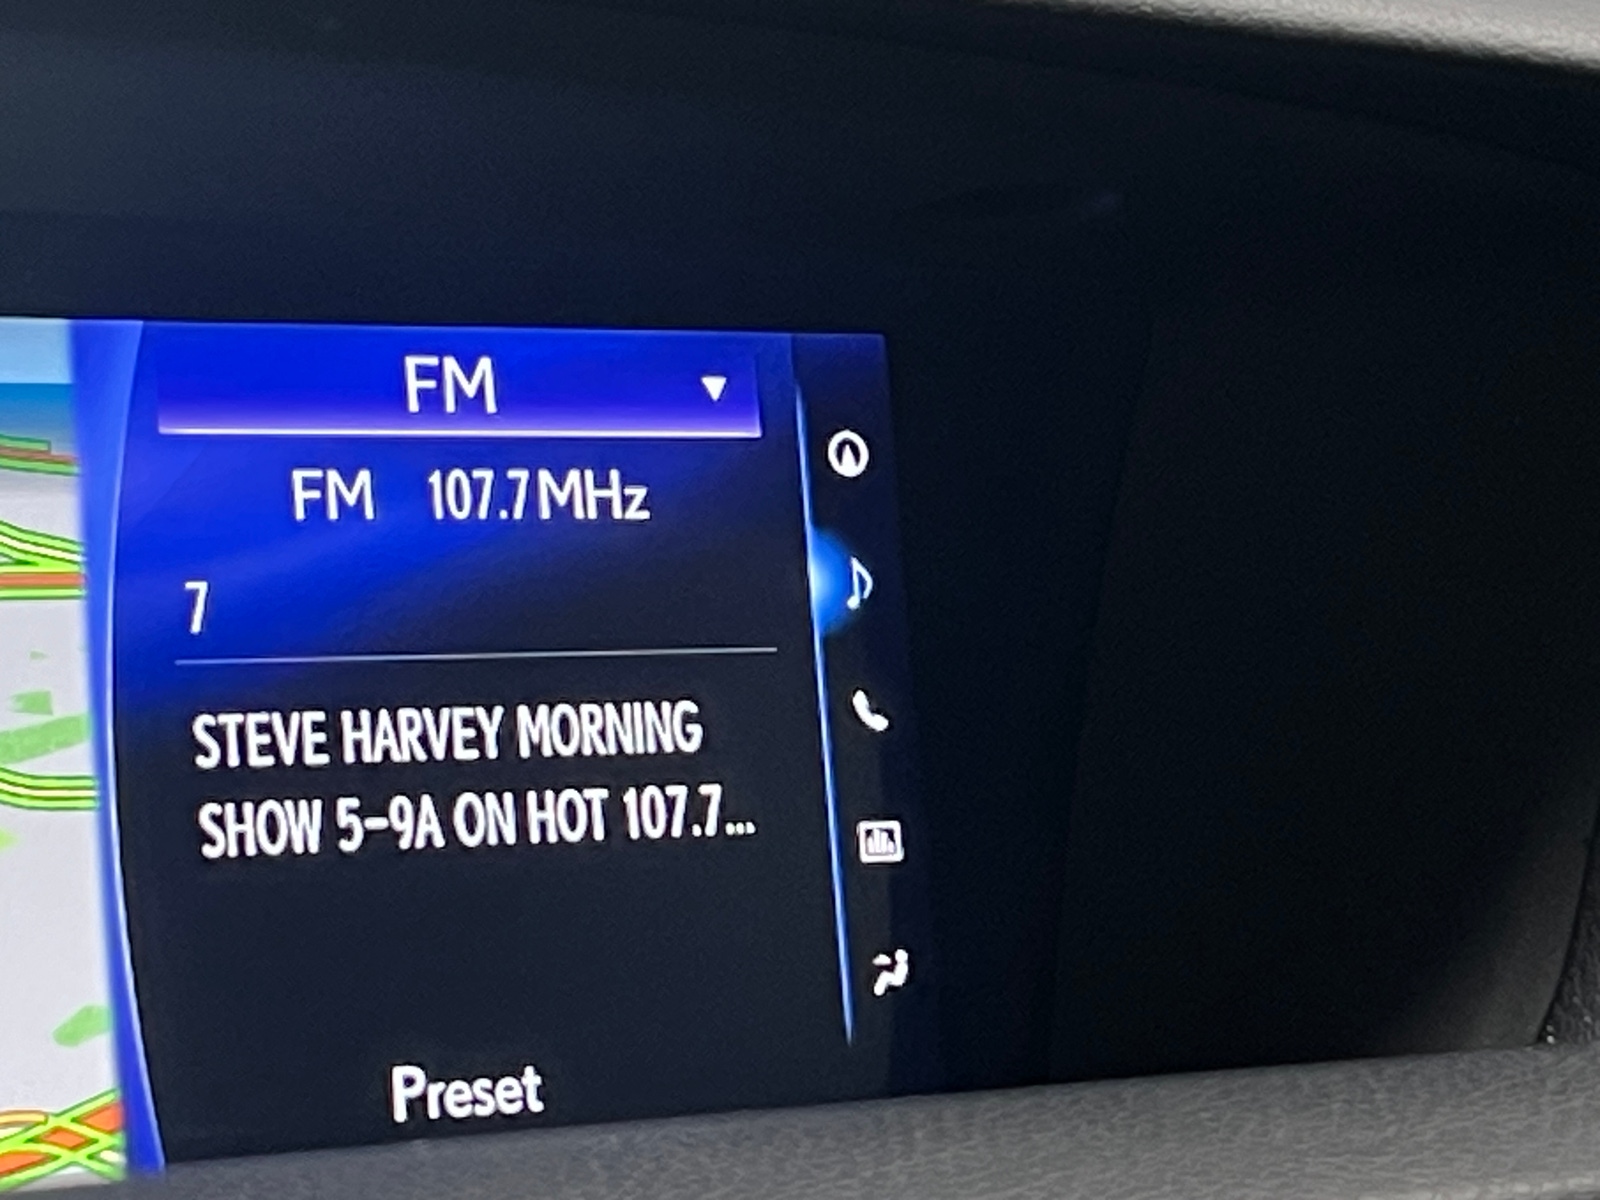 FM
FM 107.7MHz
7
STEVE HARVEY MORNING
SHOW 5-9A ON HOT 107.7...
Preset